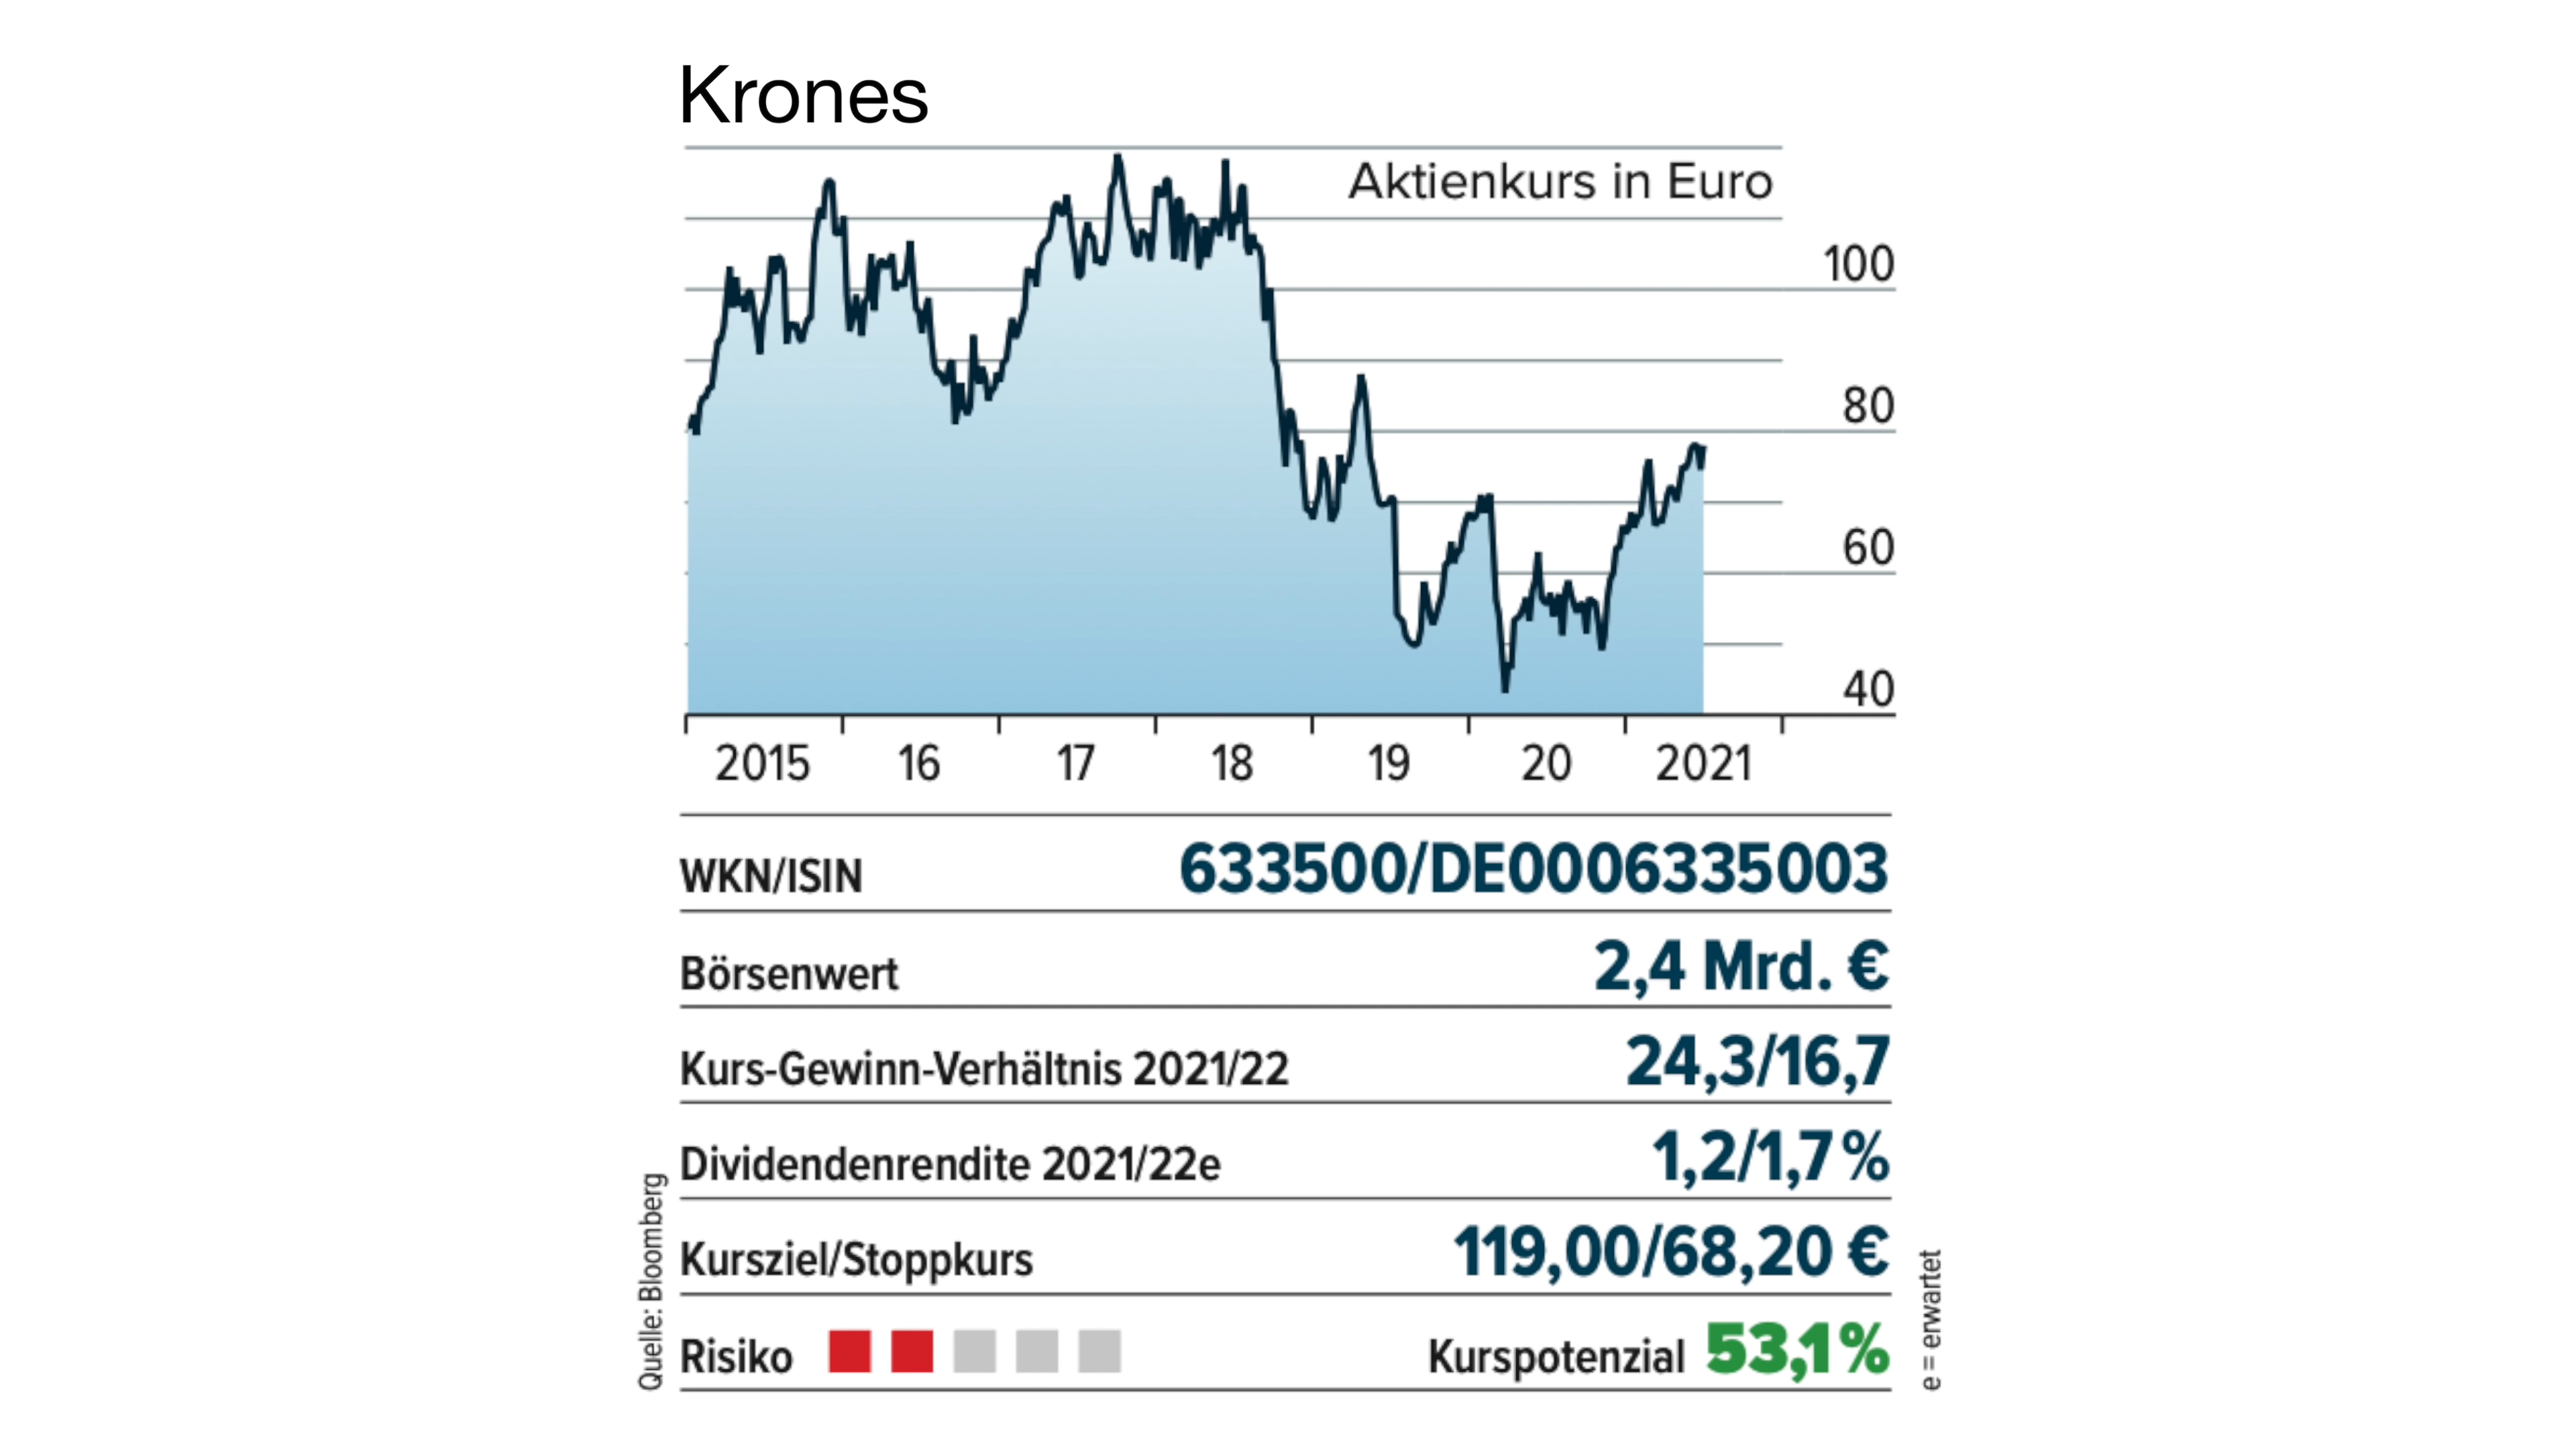 Krones
Aktienkurs in Euro
100
80
60
40
2015 16 17 18 19 20 2021
WKN/ISIN 633500/DE0006335003
Börsenwert 2,4 Mrd. €
Kurs-Gewinn-Verhältnis 2021/22 24,3/16,7
Dividendenrendite 2021/22e 1,2/1,7 %
Kursziel/Stoppkurs 119,00/68,20 €
Risiko Kurspotenzial 53,1 %
Quelle: Bloomberg
e = erwartet